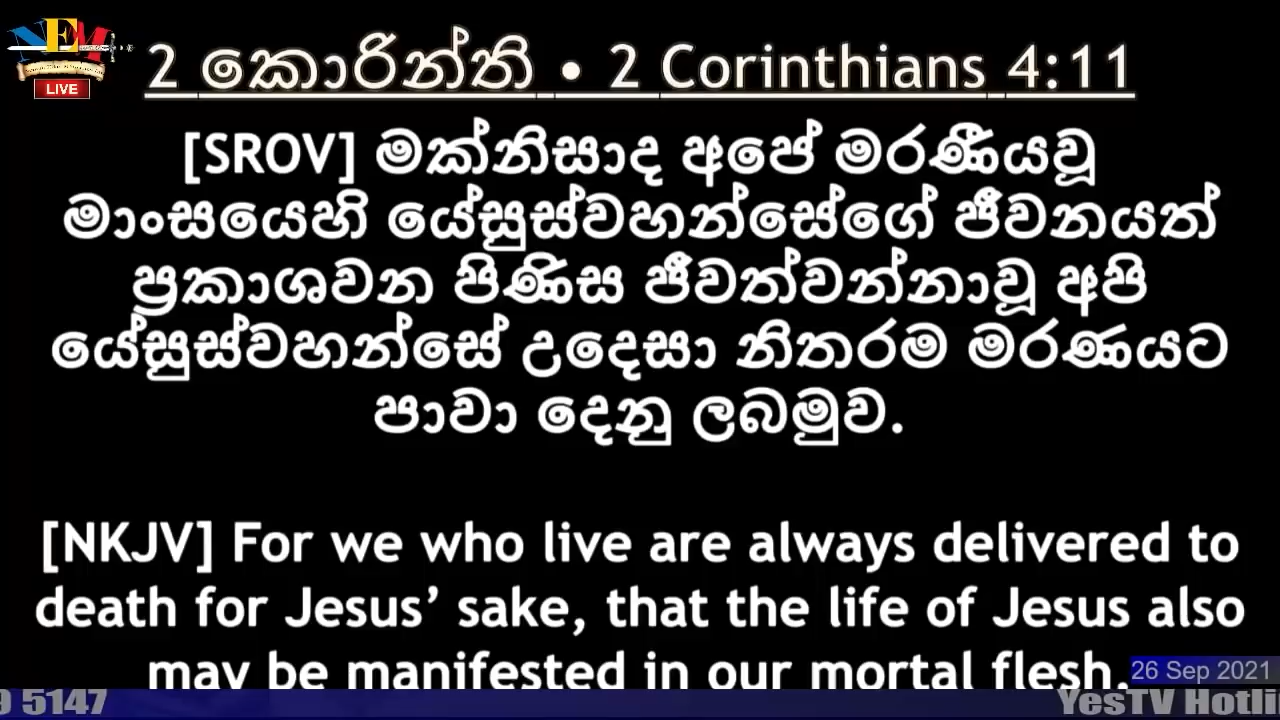 NEM
LIVE
2 කොරින්ති • 2 Corinthians 4:11
[SROV] මක්නිසාද අපේ මරණීයවූ
මාංසයෙහි යේසුස්වහන්සේගේ ජීවනයත්
ප්‍රකාශවන පිණිස ජීවත්වන්නාවූ අපි
යේසුස්වහන්සේ උදෙසා නිතරම මරණයට
පාවා දෙනු ලබමුව.
[NKJV] For we who live are always delivered to
death for Jesus’ sake, that the life of Jesus also
may be manifested in our mortal flesh.
26 Sep 2021
5147
YesTV